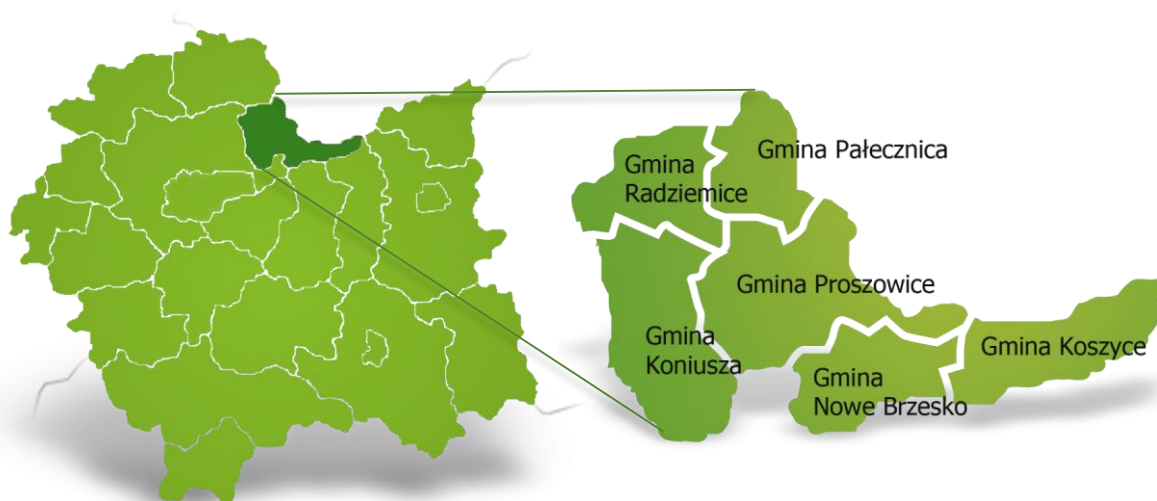 Gmina Pałecznica
Gmina
Radziemice
Gmina Proszowice
Gmina
Koniusza
Gmina Koszyce
Gmina
Nowe Brzesko